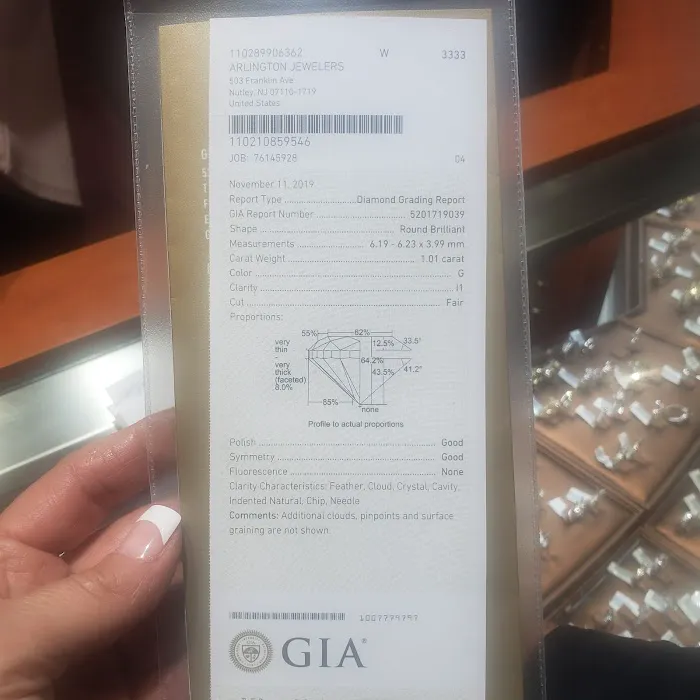 110289906362 W 3333
ARLINGTON JEWELERS
603 Franklin Ave
Nutley, NJ 07110-1719
United States
110210859546
JOB: 76145928 04
November 11, 2019
Report Type Diamond Grading Report
GIA Report Number 5201719039
Shape Round Brilliant
Measurements 6.19 - 6.23 x 3.99 mm
Carat Weight 1.01 carat
Color G
Clarity I1
Cut Fair
Proportions:
55% 62%
very thin - very thick (faceted) 8.0%
12.5% 33.5°
64.2%
43.5% 41.2°
65%
none
Profile to actual proportions
Polish Good
Symmetry Good
Fluorescence None
Clarity Characteristics: Feather, Cloud, Crystal, Cavity,
Indented Natural, Chip, Needle
Comments: Additional clouds, pinpoints and surface
graining are not shown.
GIA®